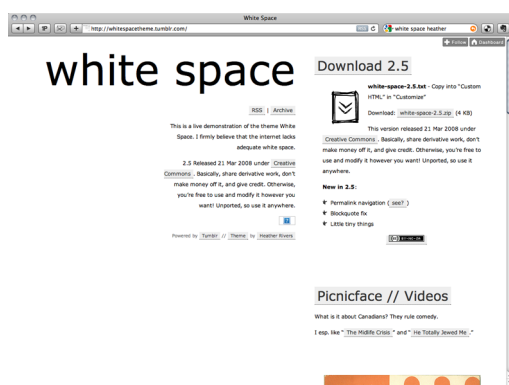 White Space
http://whitespacetheme.tumblr.com/
white space heather
Follow
Dashboard
white space
RSS | Archive
This is a live demonstration of the theme White
Space. I firmly believe that the internet lacks
adequate white space.
2.5 Released 21 Mar 2008 under Creative
Commons . Basically, share derivative work, don't
make money off it, and give credit. Otherwise,
you're free to use and modify it however you
want! Unported, so use it anywhere.
Powered by Tumblr // Theme by Heather Rivers
Download 2.5
white-space-2.5.txt - Copy into "Custom
HTML" in "Customize"
Download: white-space-2.5.zip (4 KB)
This version released 21 Mar 2008 under
Creative Commons . Basically, share derivative work, don't
make money off it, and give credit. Otherwise, you're free to
use and modify it however you want! Unported, so use it
anywhere.
New in 2.5:
Permalink navigation ( see? )
Blockquote fix
Little tiny things
(cc) BY-NC-SA
Picnicface // Videos
What is it about Canadians? They rule comedy.
I esp. like " The Midlife Crisis " and " He Totally Jewed Me ."